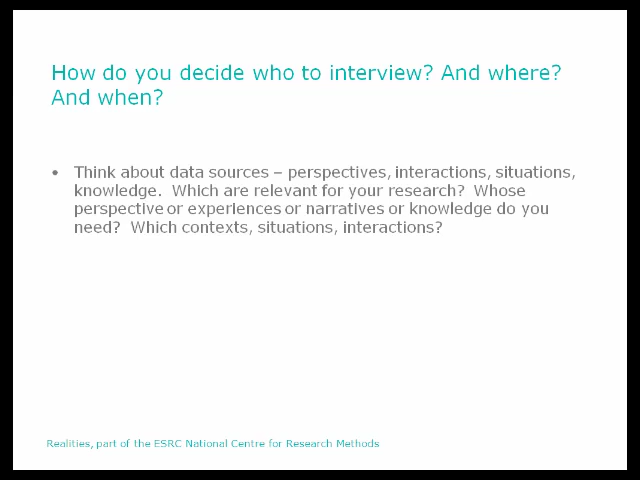 How do you decide who to interview? And where?
And when?
• Think about data sources – perspectives, interactions, situations,
knowledge. Which are relevant for your research? Whose
perspective or experiences or narratives or knowledge do you
need? Which contexts, situations, interactions?
Realities, part of the ESRC National Centre for Research Methods